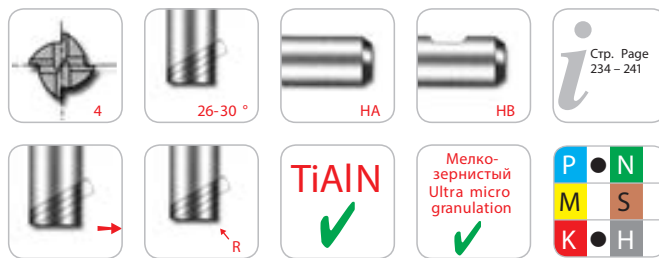 4
26-30 °
HA
HB
i
Стр. Page
234 – 241
R
TiAlN
Мелко-
зернистый
Ultra micro
granulation
P N
M S
K H